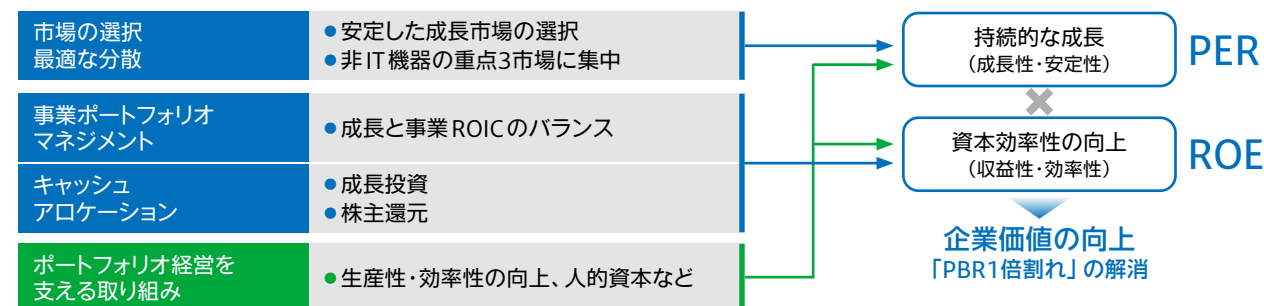 市場の選択
最適な分散
●安定した成長市場の選択
●非IT機器の重点3市場に集中
事業ポートフォリオ
マネジメント
●成長と事業ROICのバランス
キャッシュ
アロケーション
●成長投資
●株主還元
ポートフォリオ経営を
支える取り組み
●生産性・効率性の向上、人的資本など
持続的な成長
（成長性・安定性）
PER
資本効率性の向上
（収益性・効率性）
ROE
企業価値の向上
「PBR1倍割れ」の解消